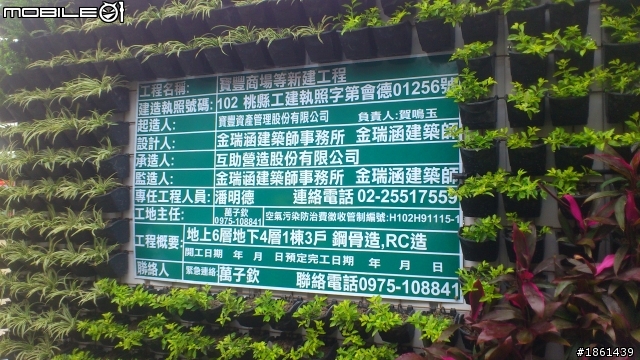 MOBILE01
工程名稱: 寶豐商場等新建工程
建造執照號碼: 102 桃縣工建執照字第會德01256號
起造人: 寶豐資產管理股份有限公司 負責人:賀鳴玉
設計人: 金瑞涵建築師事務所 金瑞涵建築師
承造人: 互助營造股份有限公司
監造人: 金瑞涵建築師事務所 金瑞涵建築師
專任工程人員: 潘明德 連絡電話 02-25517559
工地主任: 萬子欽 0975-108841 空氣污染防治費徵收管制編號:H102H91115-1
工程概要: 地上6層地下4層1棟3戶 鋼骨造,RC造
開工日期 年 月 日預定完工日期 年 月 日
聯絡人 緊急連絡: 萬子欽 聯絡電話0975-108841
#1861439